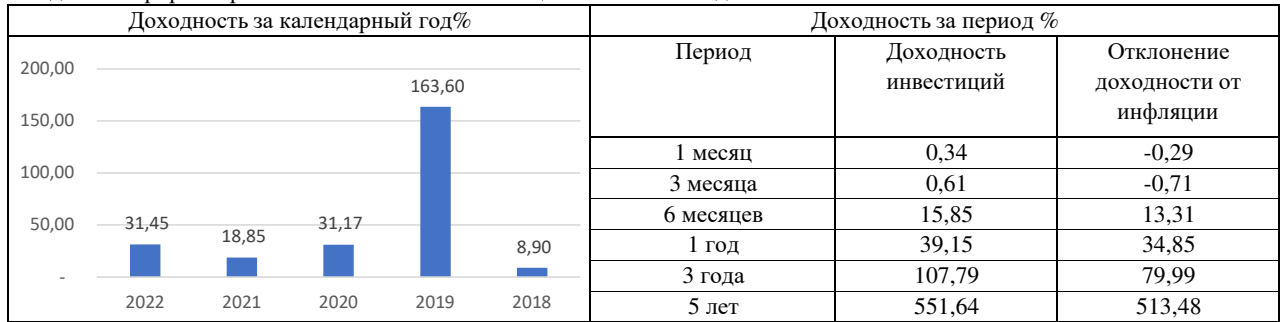 Доходность за календарный год%
Доходность за период %
200,00
150,00
100,00
50,00
-
31,45
18,85
31,17
163,60
8,90
2022 2021 2020 2019 2018
Период
Доходность
инвестиций
Отклонение
доходности от
инфляции
1 месяц 0,34 -0,29
3 месяца 0,61 -0,71
6 месяцев 15,85 13,31
1 год 39,15 34,85
3 года 107,79 79,99
5 лет 551,64 513,48